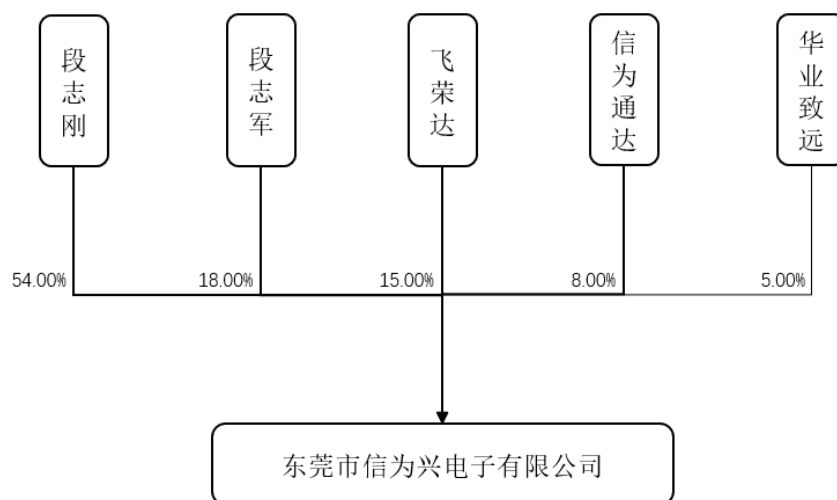 段志刚
段志军
飞荣达
信为通达
华业致远
54.00%
18.00%
15.00%
8.00%
5.00%
东莞市信为兴电子有限公司